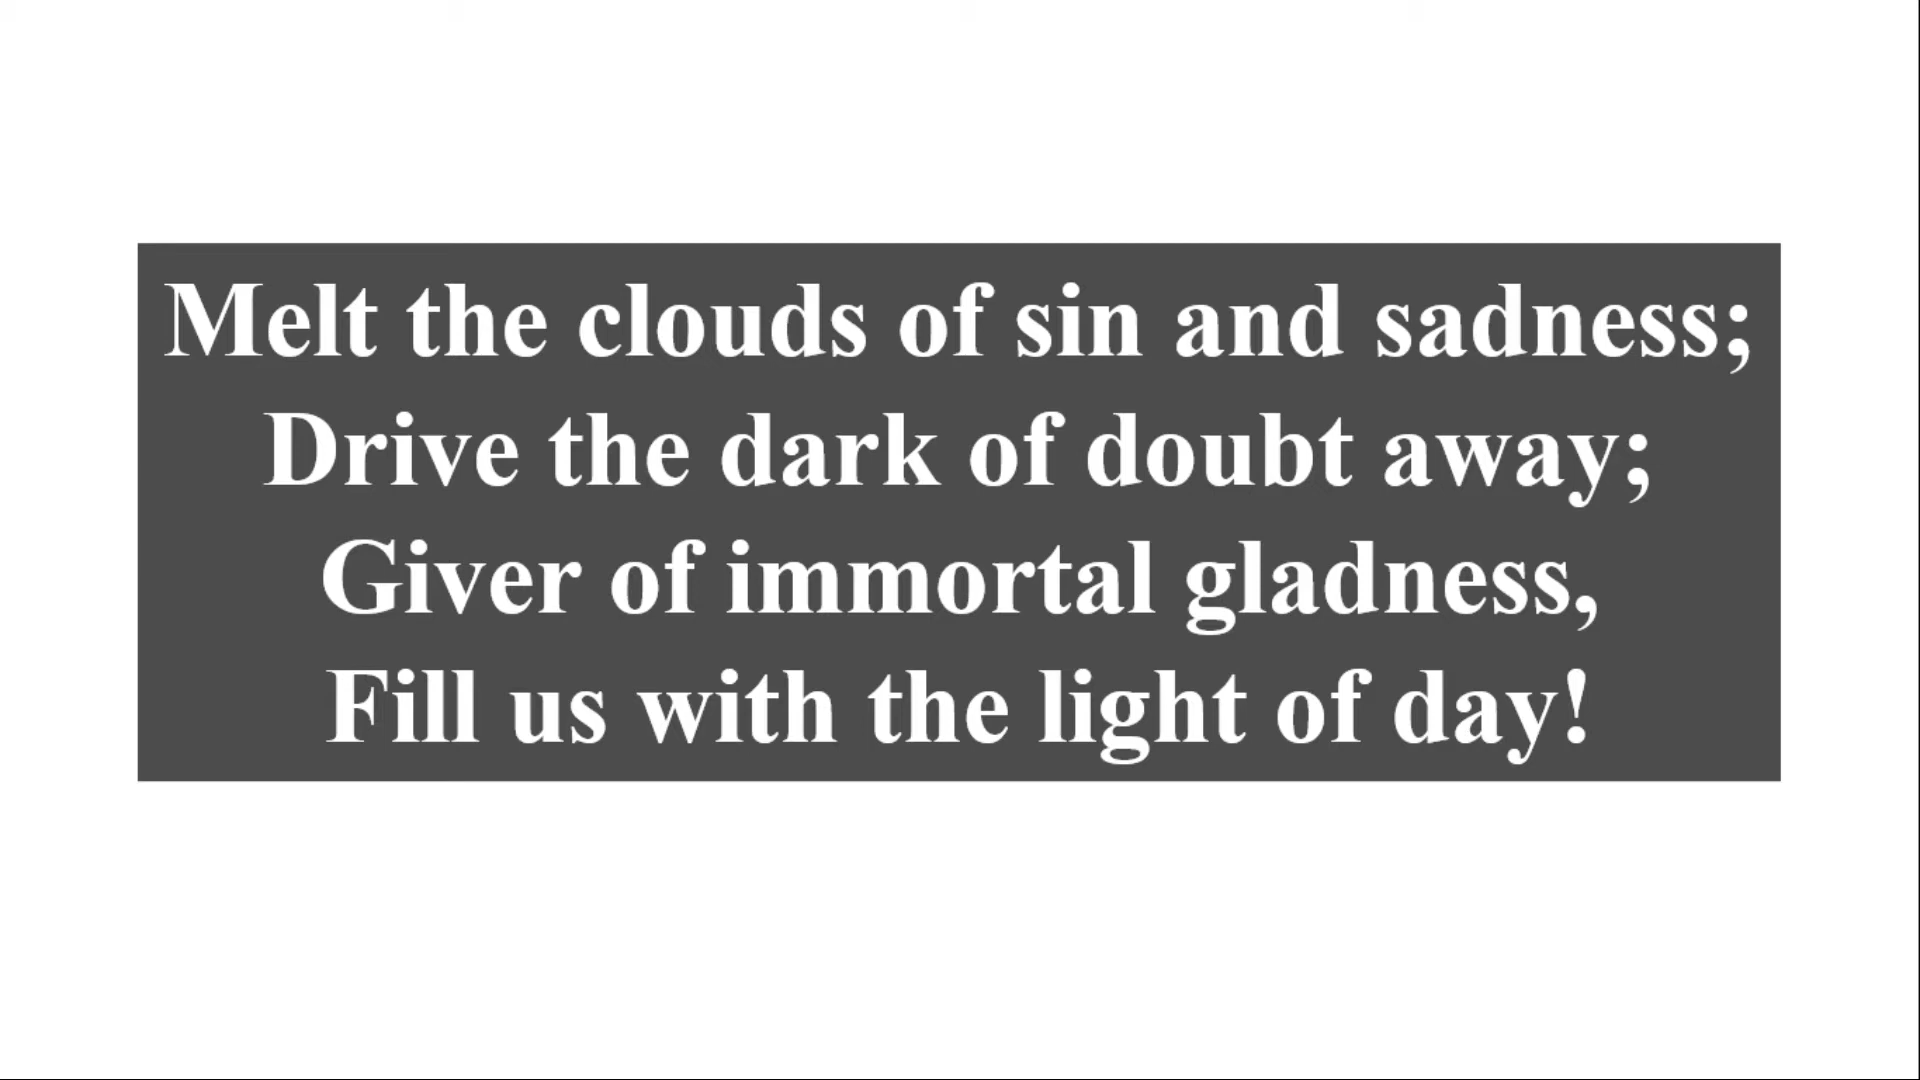 Melt the clouds of sin and sadness;
Drive the dark of doubt away;
Giver of immortal gladness,
Fill us with the light of day!